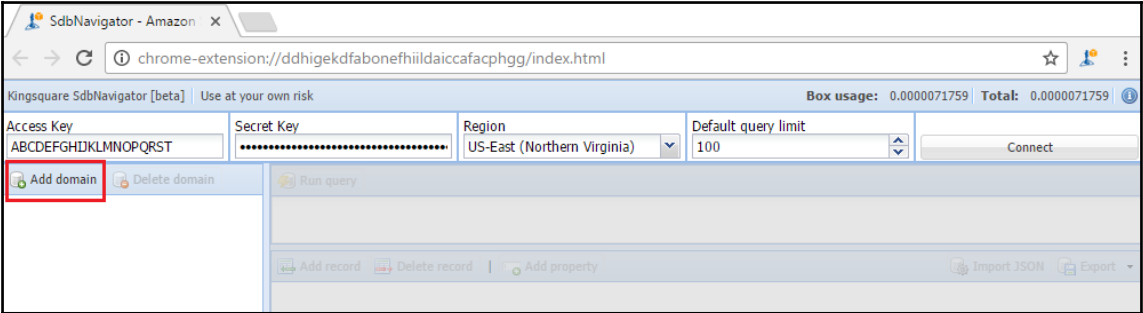 SdbNavigator - Amazon
chrome-extension://ddhigekdfabonefhiildaiccafacphgg/index.html
Kingsquare SdbNavigator [beta] Use at your own risk Box usage: 0.0000071759 Total: 0.0000071759
Access Key Secret Key Region Default query limit
ABCDEFGHIJKLMNOPQRST •••••••••••••••••••••••••••••••••••• US-East (Northern Virginia) 100 Connect
Add domain Delete domain Run query
Add record Delete record | Add property Import JSON Export